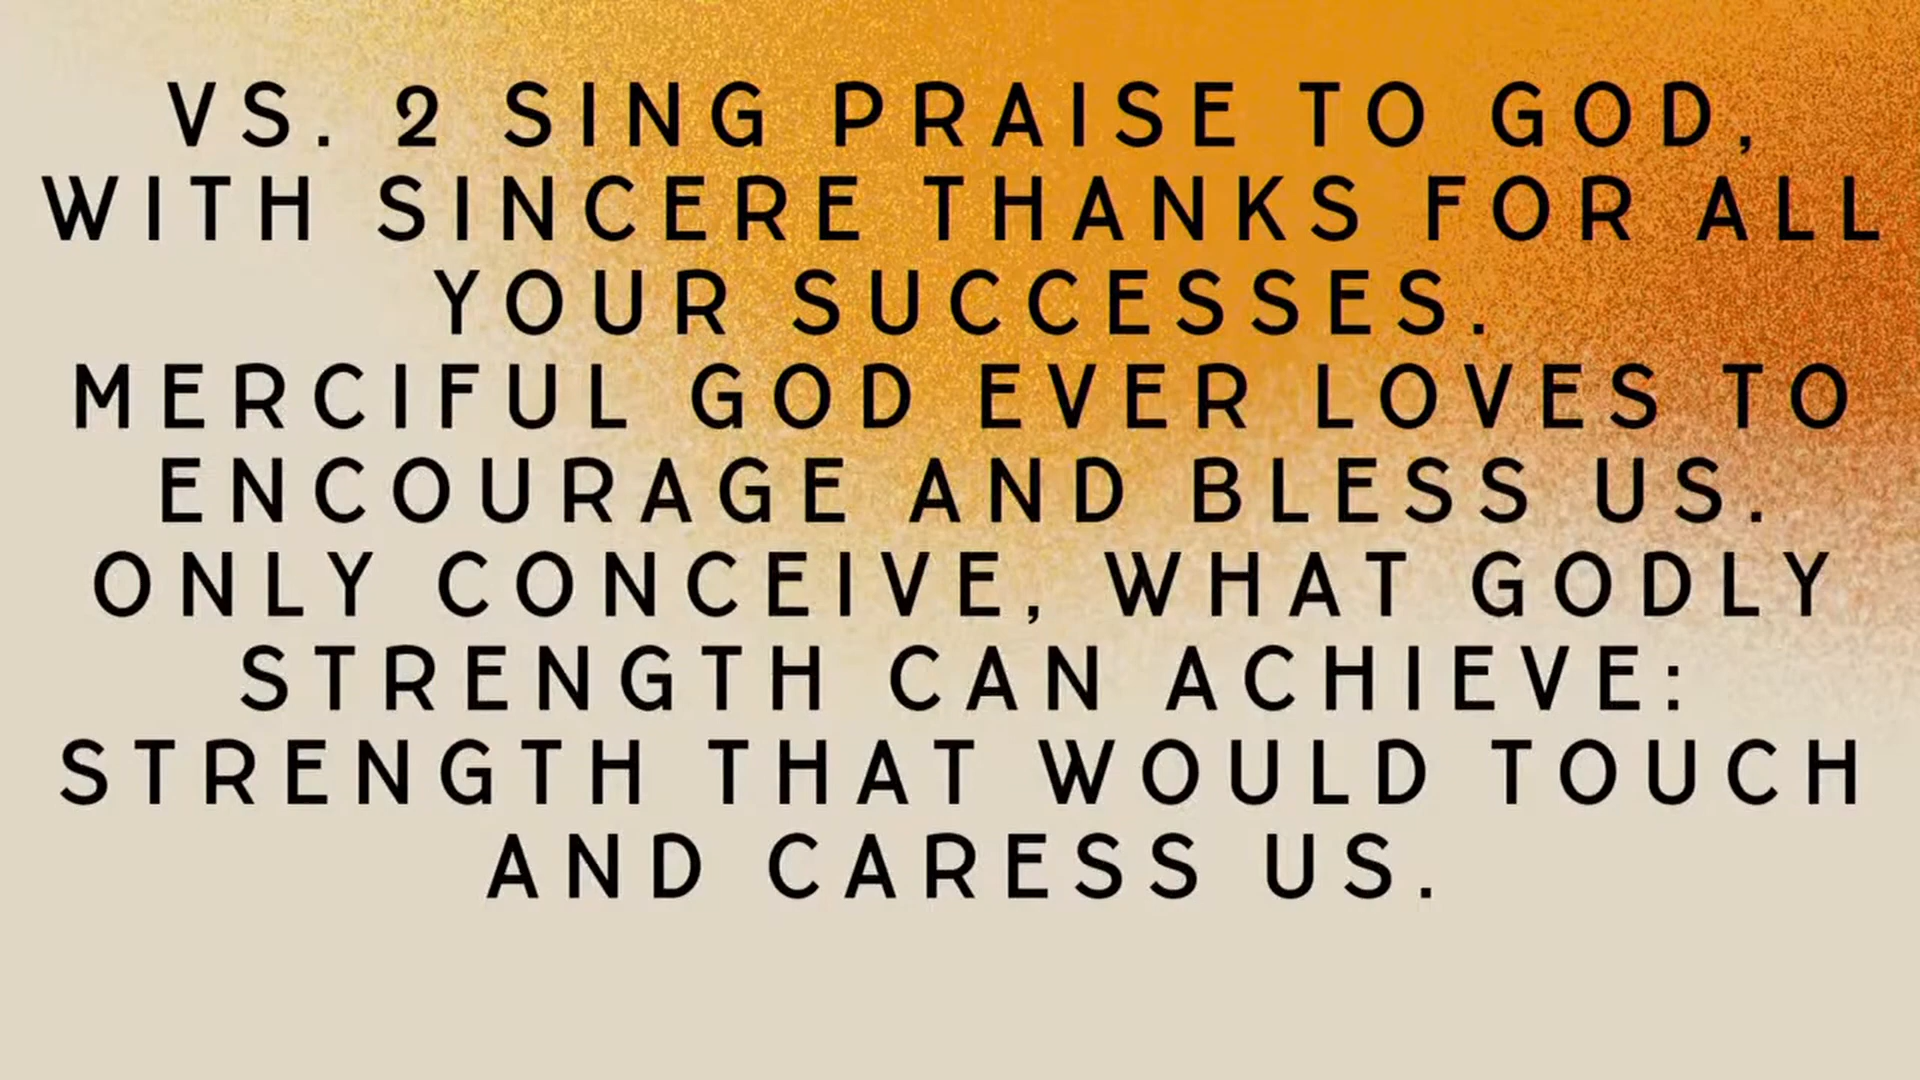 VS. 2 SING PRAISE TO GOD,
WITH SINCERE THANKS FOR ALL
YOUR SUCCESSES.
MERCIFUL GOD EVER LOVES TO
ENCOURAGE AND BLESS US.
ONLY CONCEIVE, WHAT GODLY
STRENGTH CAN ACHIEVE:
STRENGTH THAT WOULD TOUCH
AND CARESS US.